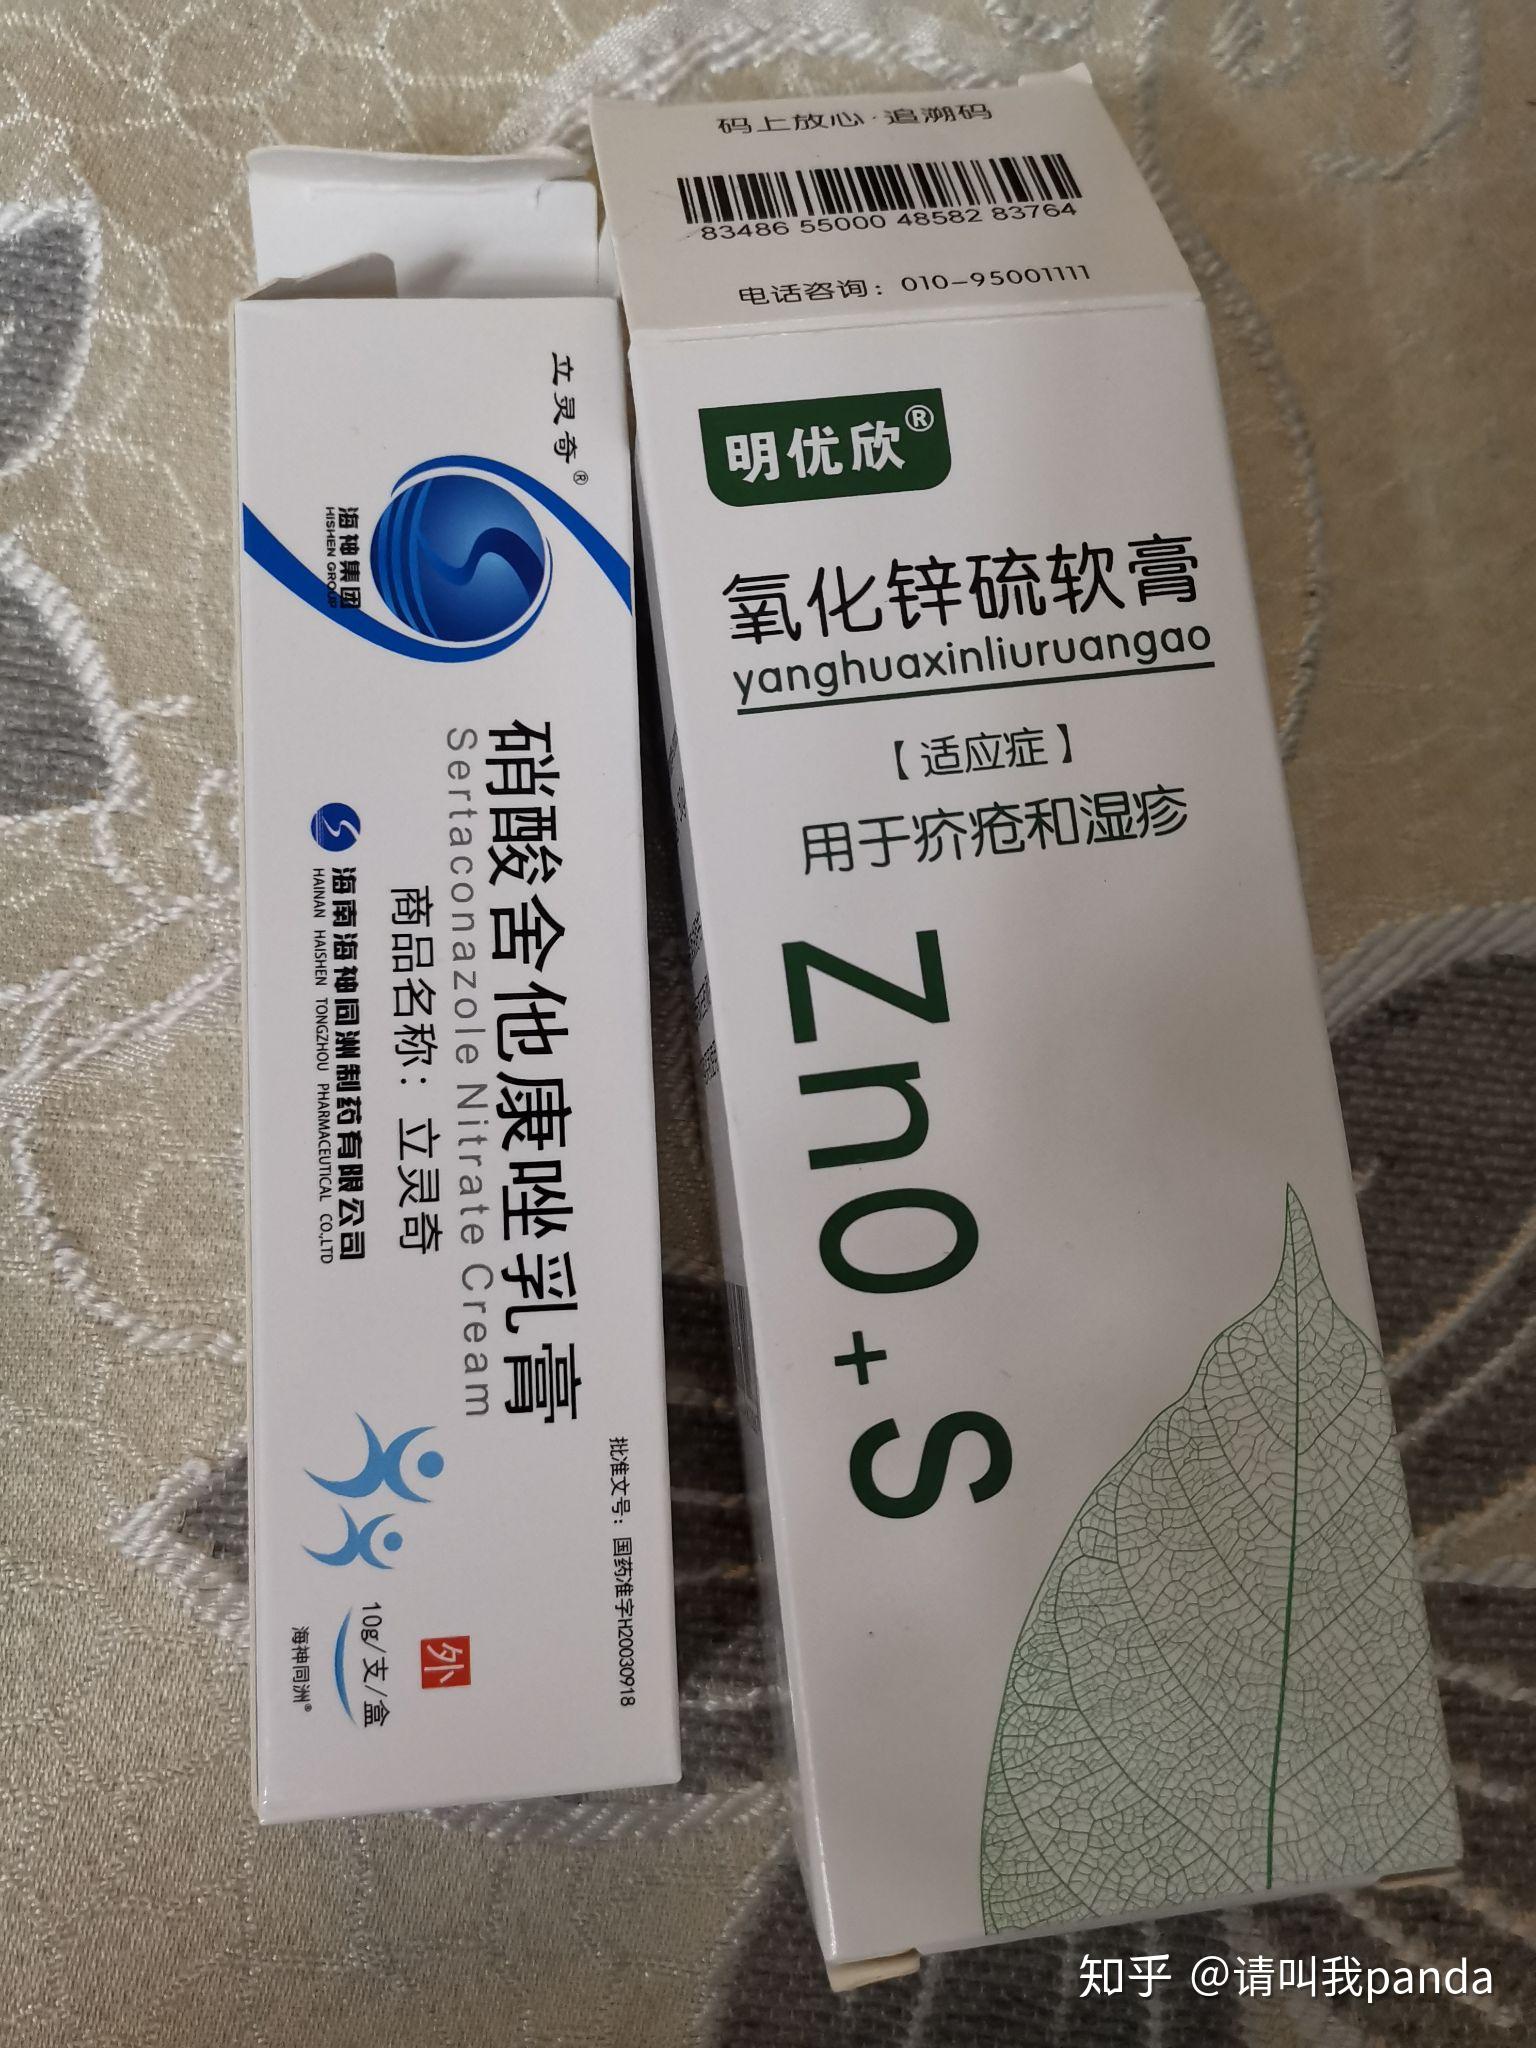 立灵奇®
海神集团
HISHEN GROUP
硝酸舍他康唑乳膏
Sertaconazole Nitrate Cream
商品名称：立灵奇
海南海神同洲制药有限公司
HAINAN HAISHEN TONGZHOU PHARMACEUTICAL CO.,LTD
批准文号：国药准字H20030918
外
10g/支/盒
海神同洲®
码上放心·追溯码
83486 55000 48582 83764
电话咨询：010-95001111
明优欣®
氧化锌硫软膏
yanghuaxinliuruangao
【适应症】
用于疥疮和湿疹
ZnO+S
知乎 @请叫我panda